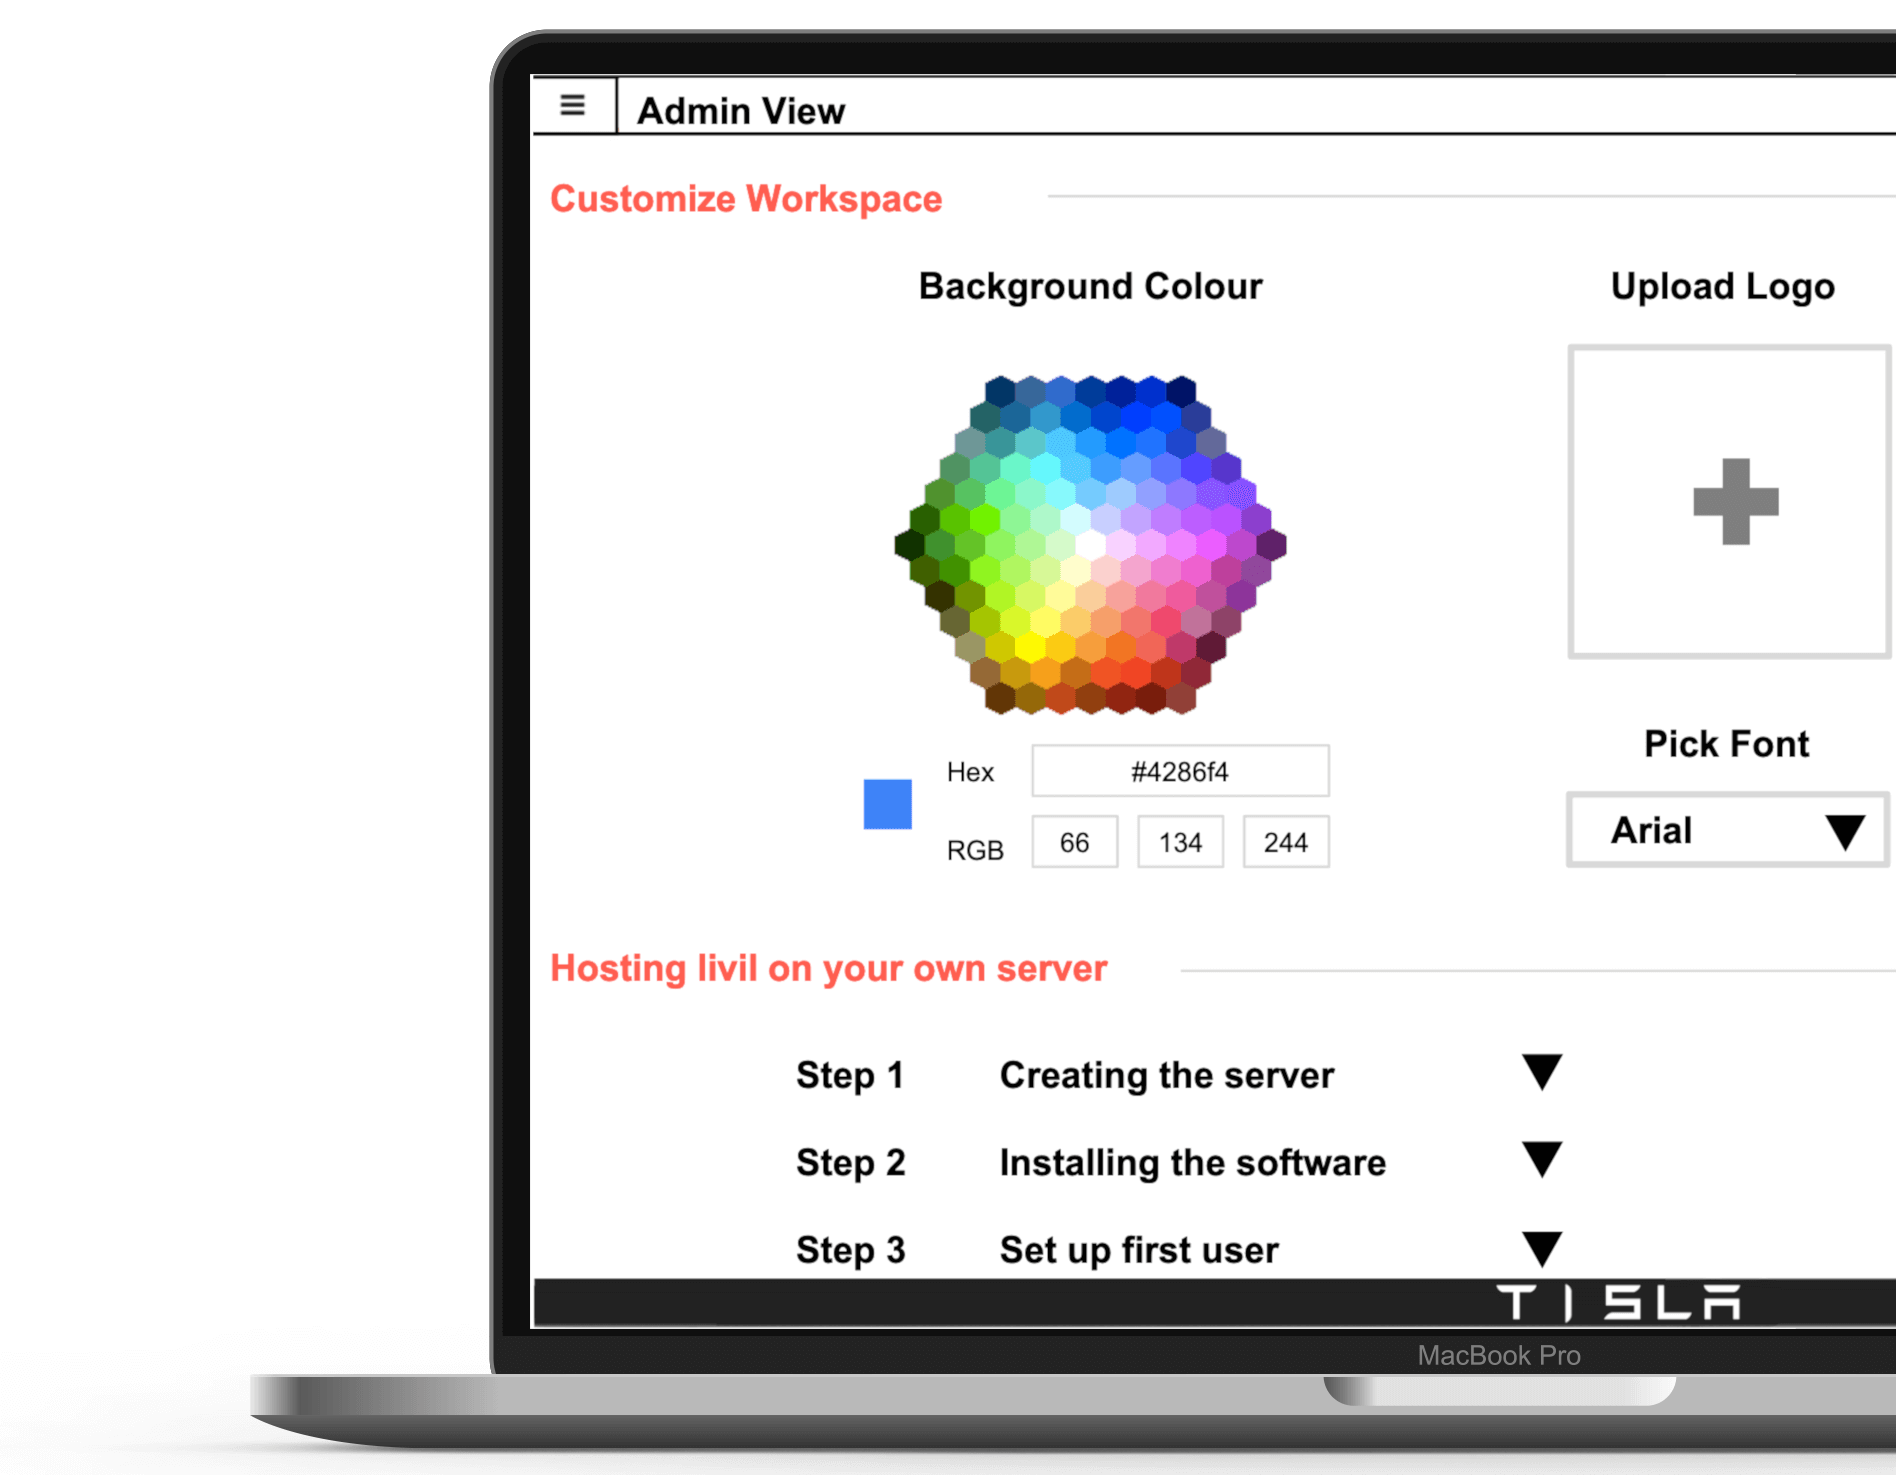 Admin View
Customize Workspace
Background Colour
Upload Logo
Hex
#4286f4
RGB
66
134
244
Pick Font
Arial
Hosting livil on your own server
Step 1 Creating the server
Step 2 Installing the software
Step 3 Set up first user
TISLA
MacBook Pro